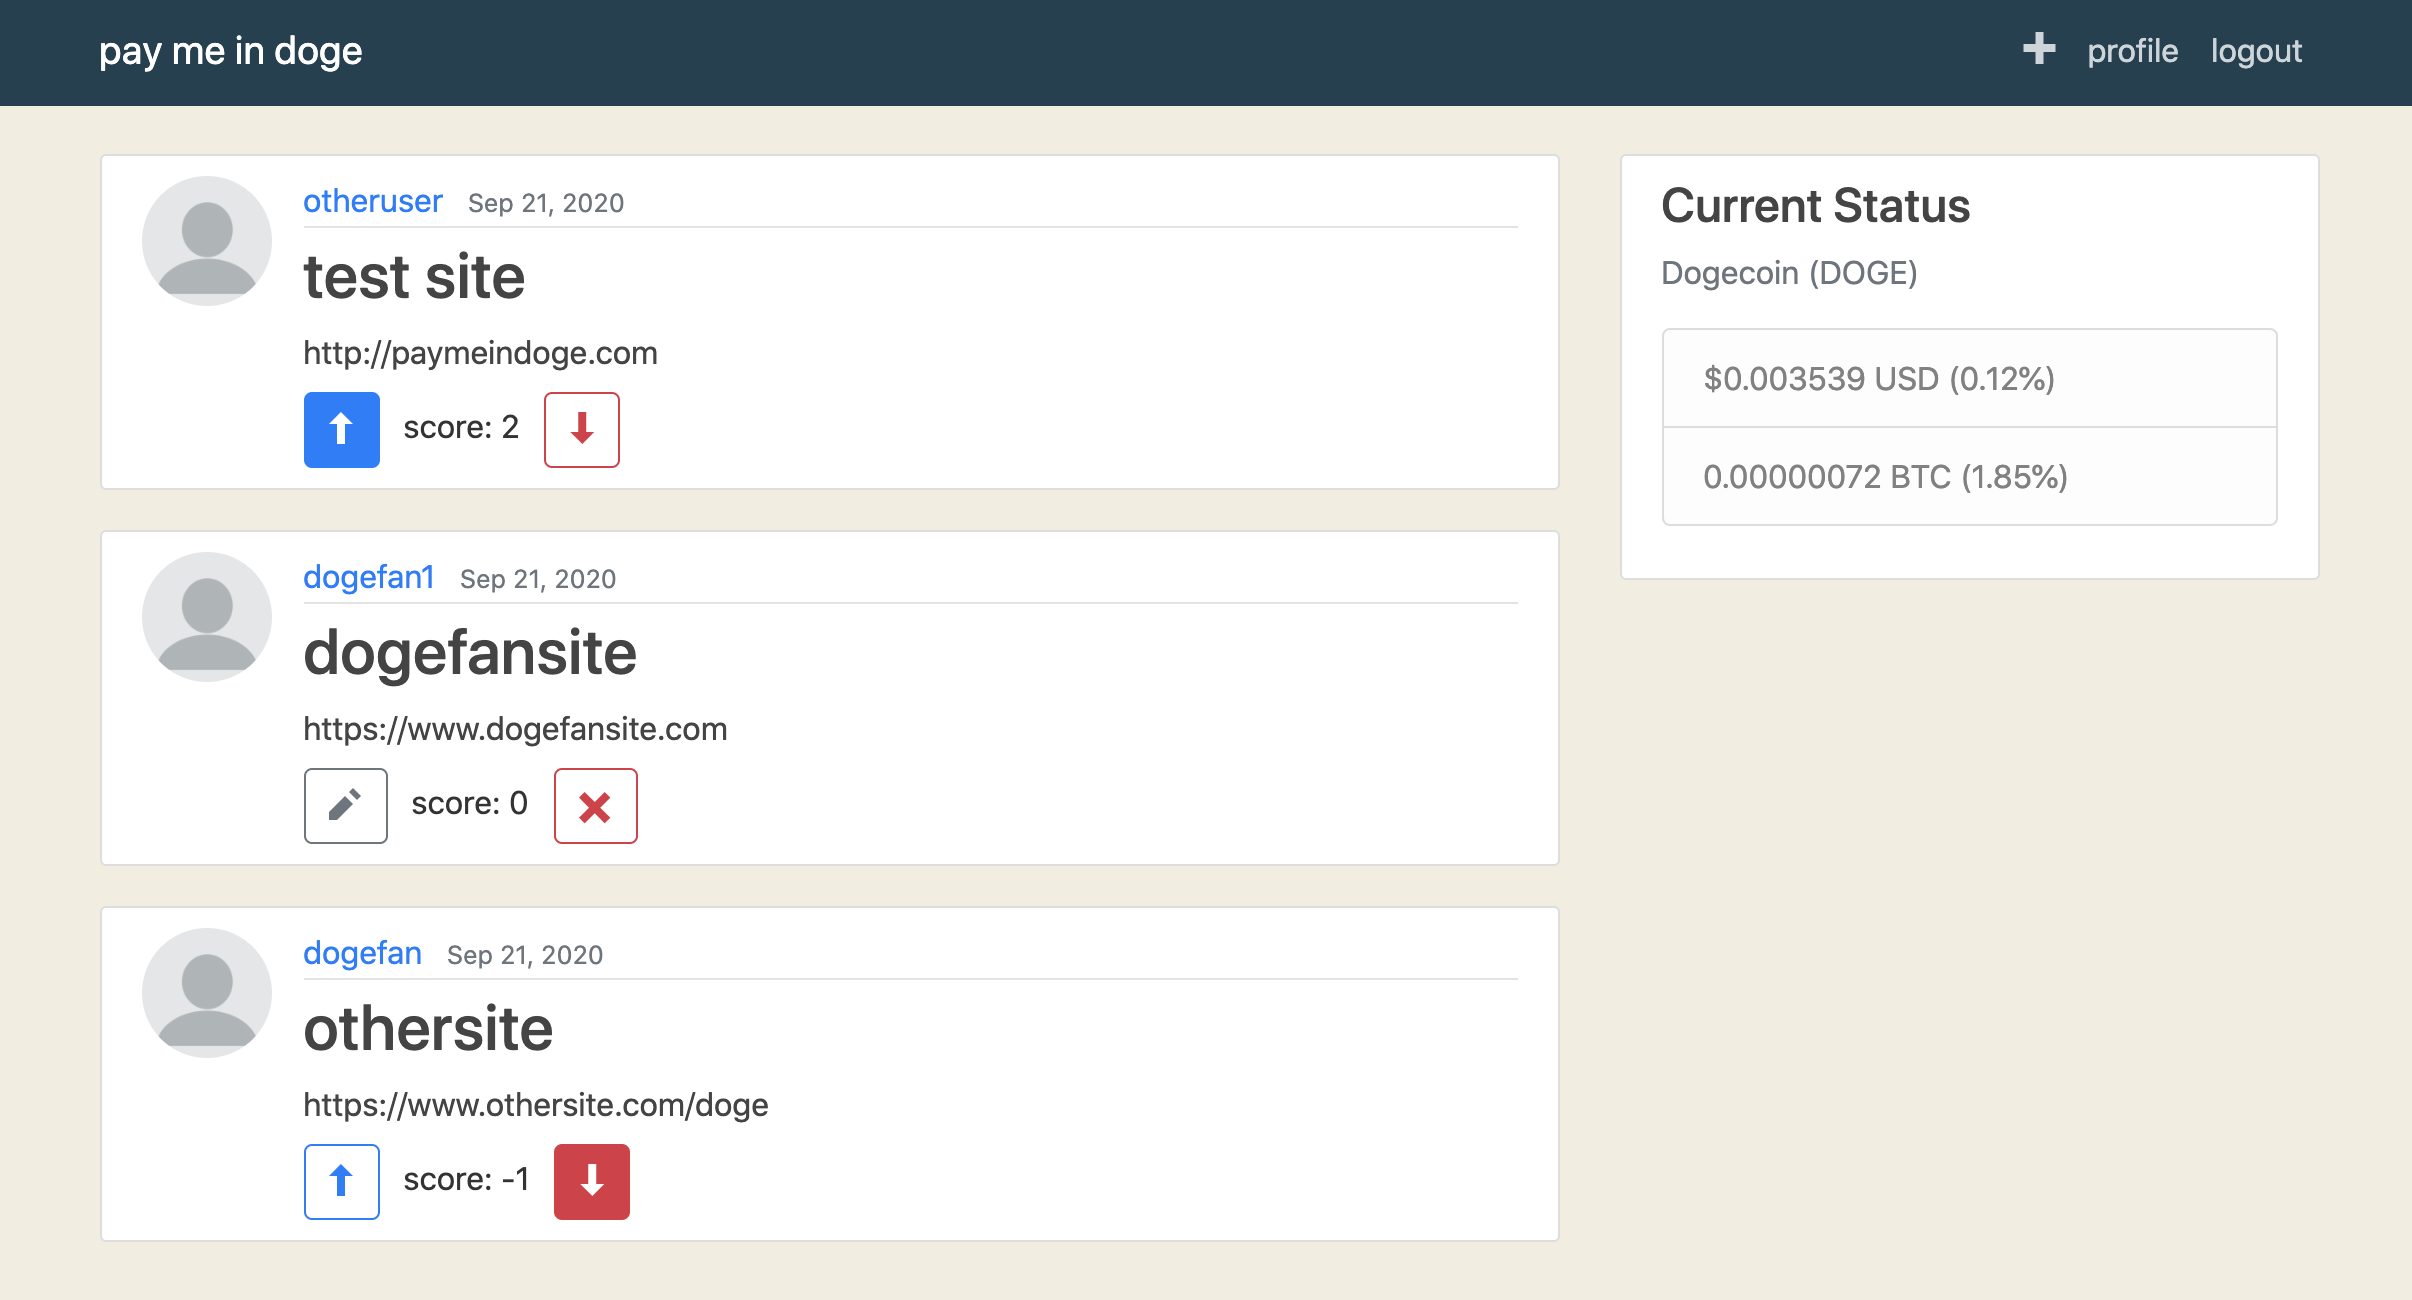 pay me in doge
profile logout
otheruser Sep 21, 2020
test site
http://paymeindoge.com
score: 2
dogefan1 Sep 21, 2020
dogefansite
https://www.dogefansite.com
score: 0
dogefan Sep 21, 2020
othersite
https://www.othersite.com/doge
score: -1
Current Status
Dogecoin (DOGE)
$0.003539 USD (0.12%)
0.00000072 BTC (1.85%)